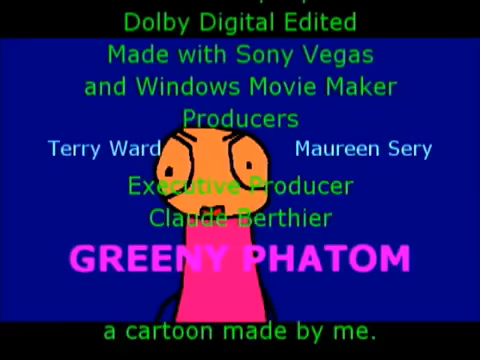 Dolby Digital Edited
Made with Sony Vegas
and Windows Movie Maker
Producers
Terry Ward Maureen Sery
Executive Producer
Claude Berthier
GREENY PHATOM
a cartoon made by me.